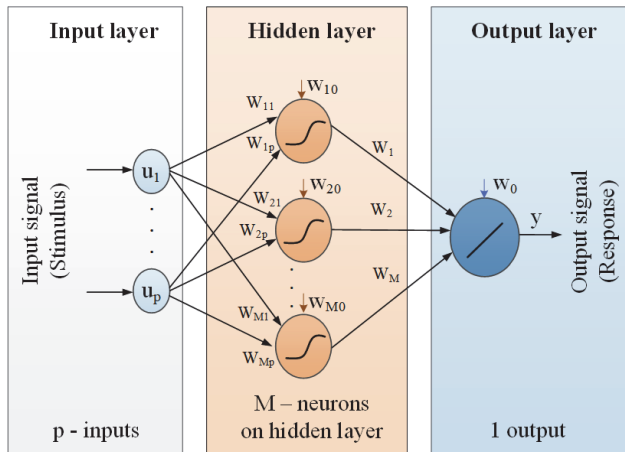 Input layer
Hidden layer
Output layer
Input signal
(Stimulus)
u1
. . .
up
w10
w11
w1p
w20
w21
w2p
. . .
wM0
wM1
wMp
w1
w2
wM
w0
y
Output signal
(Response)
p - inputs
M – neurons
on hidden layer
1 output